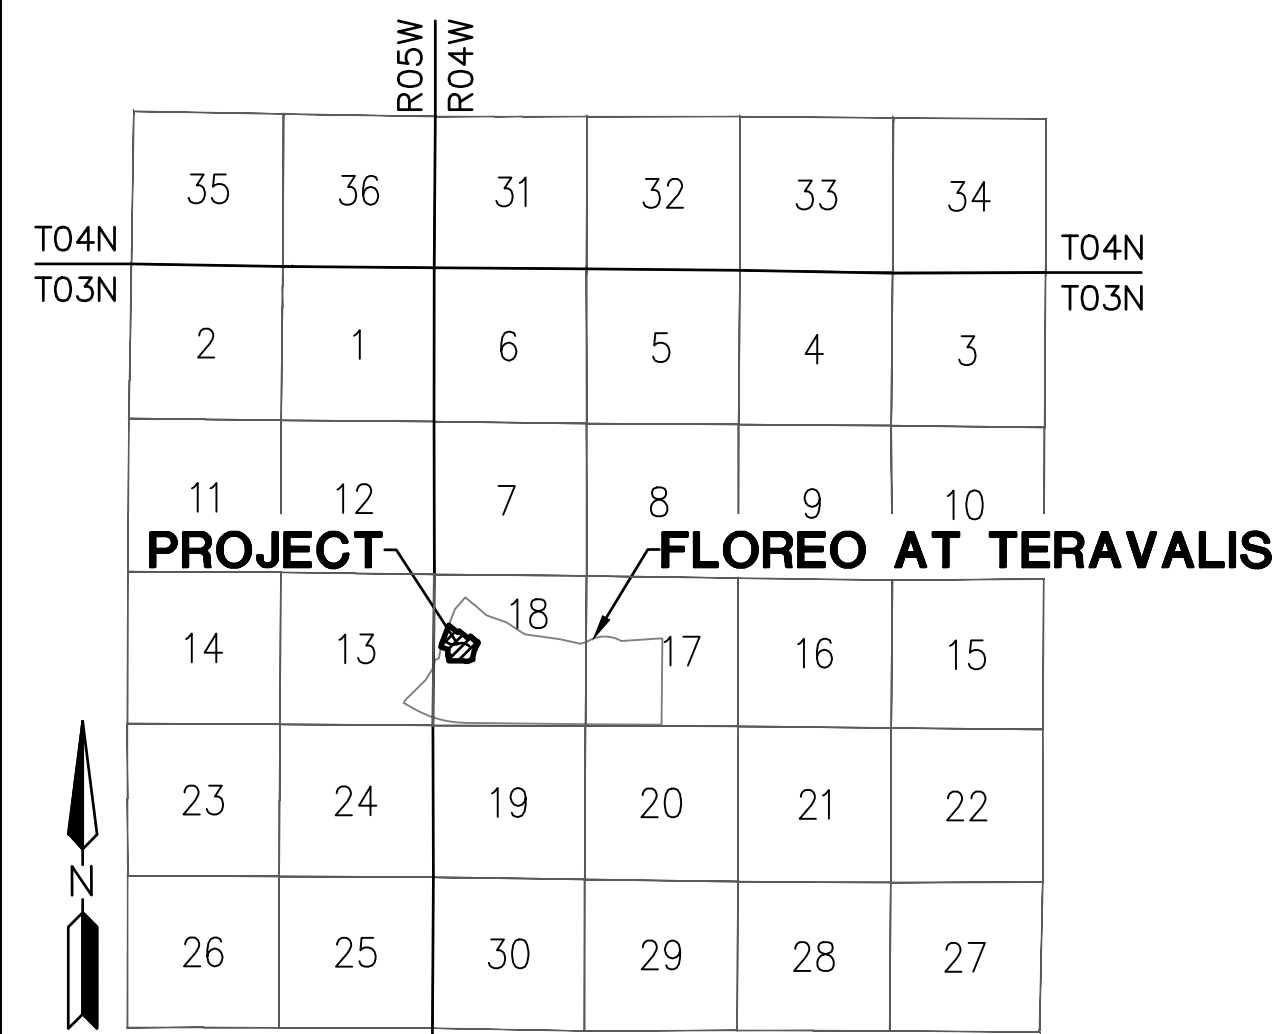 R05W
R04W
35 36 31 32 33 34
T04N T04N
T03N T03N
2 1 6 5 4 3
11 12 7 8 9 10
PROJECT FLOREO AT TERAVALIS
18
14 13 17 16 15
23 24 19 20 21 22
N
26 25 30 29 28 27